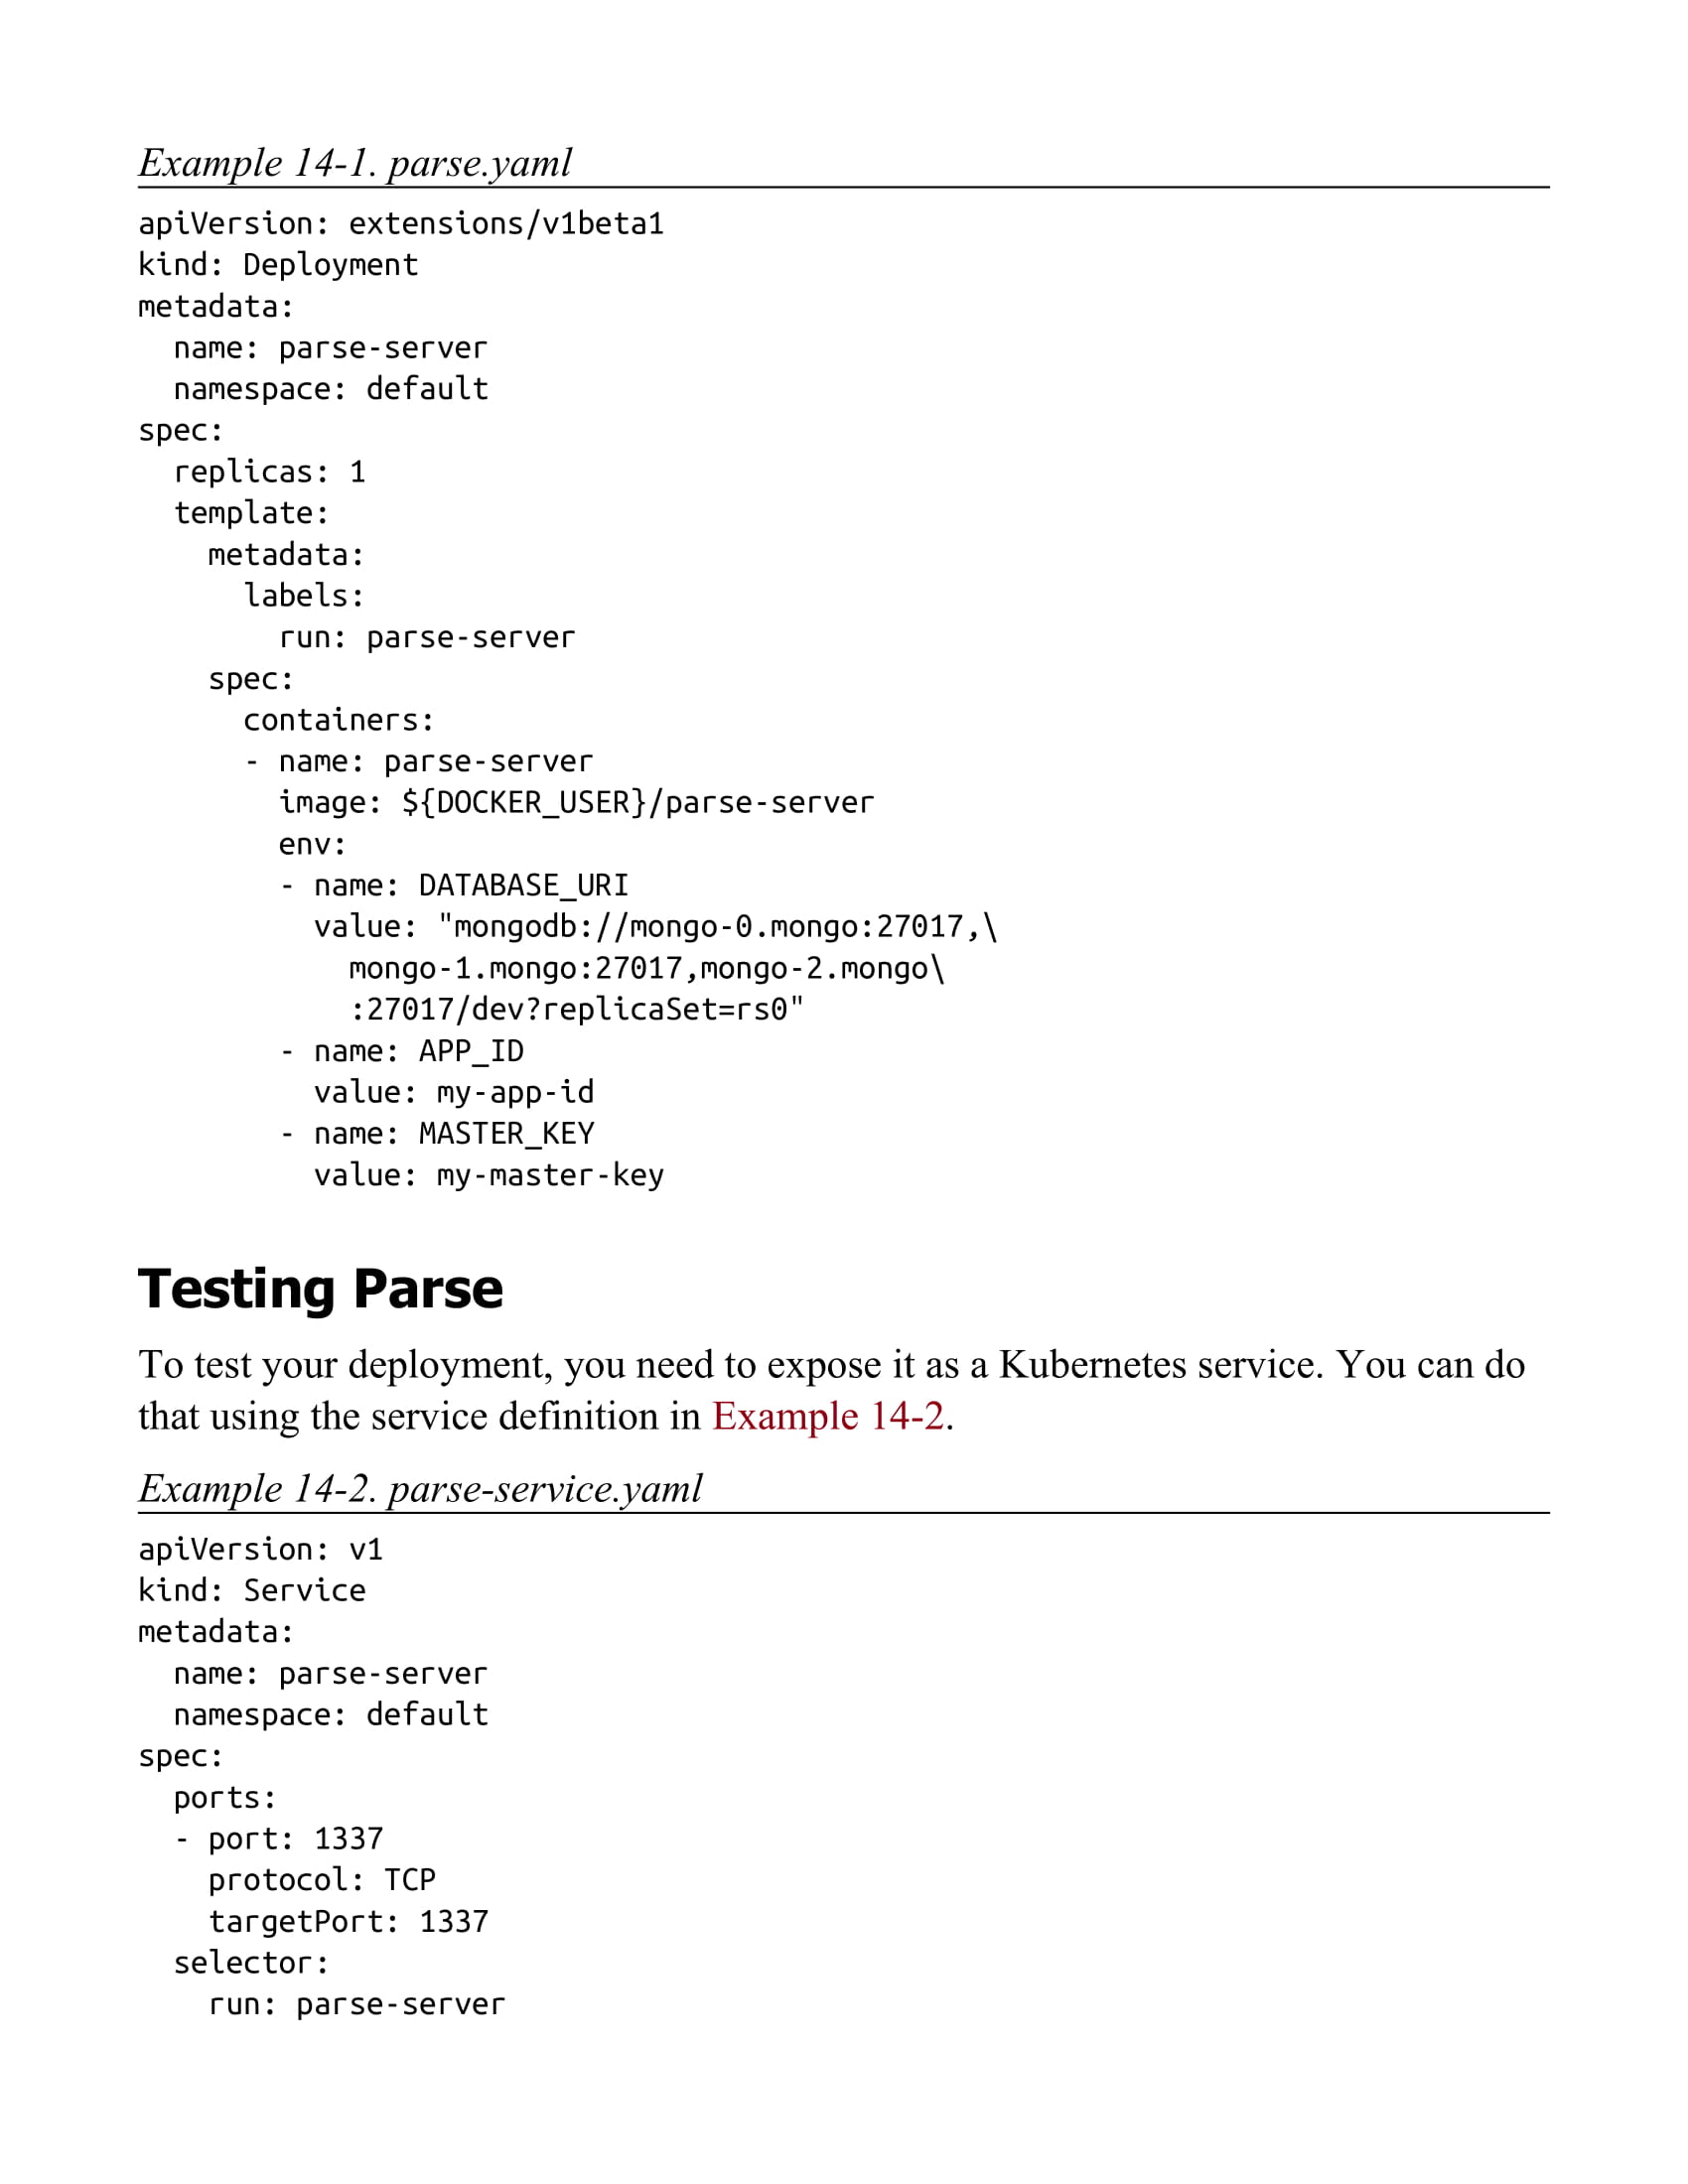 Example 14-1. parse.yaml
apiVersion: extensions/v1beta1
kind: Deployment
metadata:
  name: parse-server
  namespace: default
spec:
  replicas: 1
  template:
    metadata:
      labels:
        run: parse-server
    spec:
      containers:
      - name: parse-server
        image: ${DOCKER_USER}/parse-server
        env:
        - name: DATABASE_URI
          value: "mongodb://mongo-0.mongo:27017,\
            mongo-1.mongo:27017,mongo-2.mongo\
            :27017/dev?replicaSet=rs0"
        - name: APP_ID
          value: my-app-id
        - name: MASTER_KEY
          value: my-master-key
Testing Parse
To test your deployment, you need to expose it as a Kubernetes service. You can do
that using the service definition in Example 14-2.
Example 14-2. parse-service.yaml
apiVersion: v1
kind: Service
metadata:
  name: parse-server
  namespace: default
spec:
  ports:
  - port: 1337
    protocol: TCP
    targetPort: 1337
  selector:
    run: parse-server